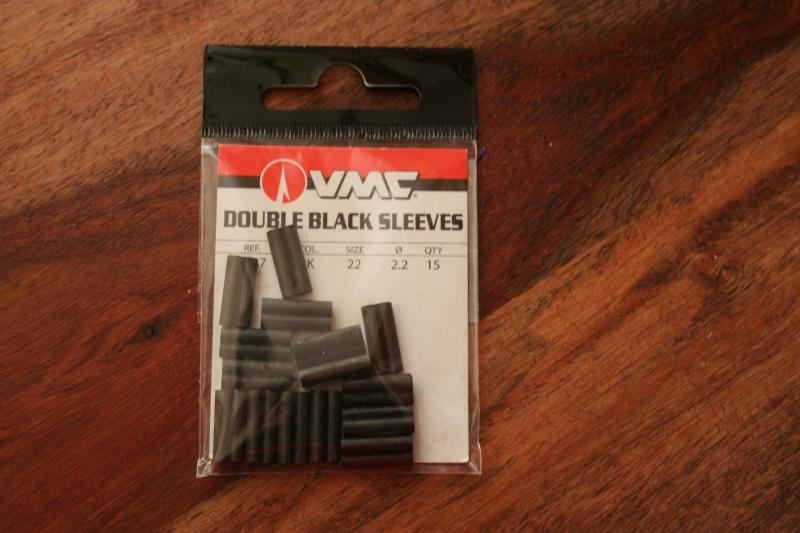 VMC
DOUBLE BLACK SLEEVES
REF. COL. SIZE Ø QTY
22 2.2 15